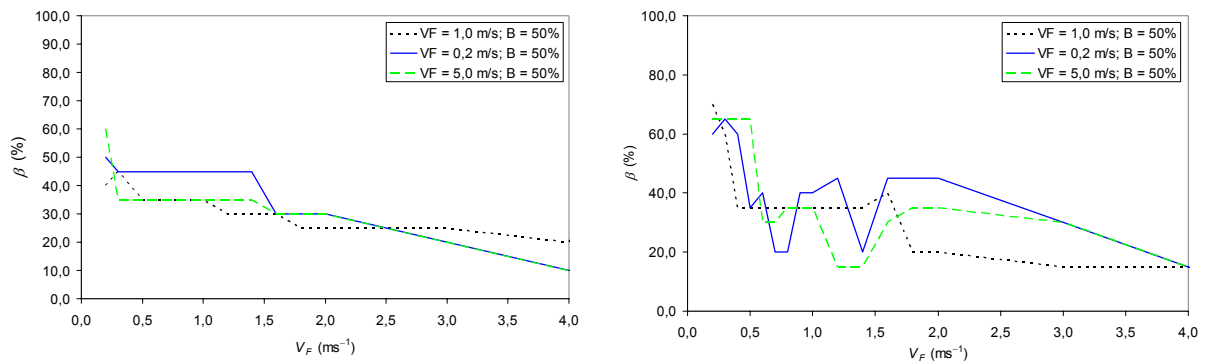 100,0
90,0
80,0
70,0
60,0
50,0
40,0
30,0
20,0
10,0
0,0
β (%)
0,0 0,5 1,0 1,5 2,0 2,5 3,0 3,5 4,0
V_F (ms⁻¹)
VF = 1,0 m/s; B = 50%
VF = 0,2 m/s; B = 50%
VF = 5,0 m/s; B = 50%
100,0
80,0
60,0
40,0
20,0
0,0
β (%)
0,0 0,5 1,0 1,5 2,0 2,5 3,0 3,5 4,0
V_F (ms⁻¹)
VF = 1,0 m/s; B = 50%
VF = 0,2 m/s; B = 50%
VF = 5,0 m/s; B = 50%